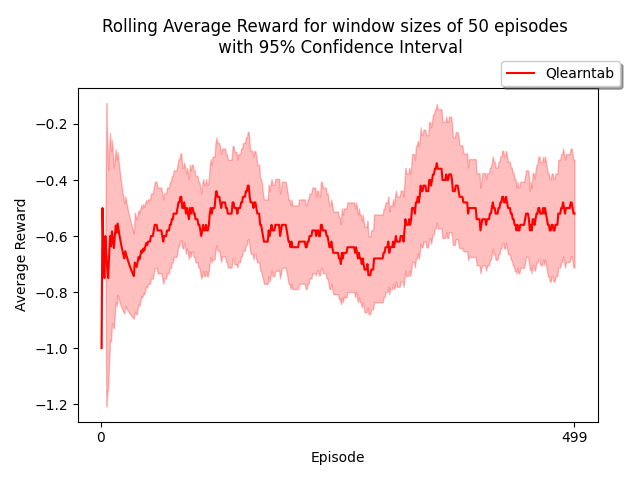 Rolling Average Reward for window sizes of 50 episodes
with 95% Confidence Interval
Qlearntab
Average Reward
−0.2
−0.4
−0.6
−0.8
−1.0
−1.2
0
499
Episode